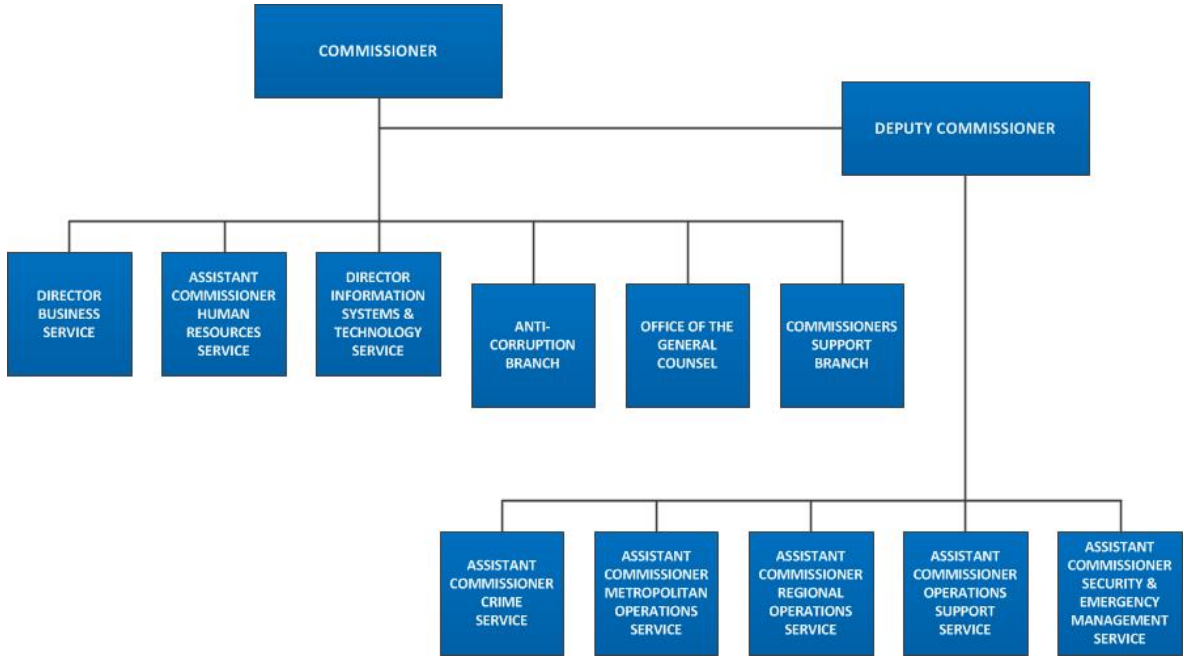 COMMISSIONER
DEPUTY COMMISSIONER
DIRECTOR
BUSINESS
SERVICE
ASSISTANT
COMMISSIONER
HUMAN
RESOURCES
SERVICE
DIRECTOR
INFORMATION
SYSTEMS &
TECHNOLOGY
SERVICE
ANTI-
CORRUPTION
BRANCH
OFFICE OF THE
GENERAL
COUNSEL
COMMISSIONERS
SUPPORT
BRANCH
ASSISTANT
COMMISSIONER
CRIME
SERVICE
ASSISTANT
COMMISSIONER
METROPOLITAN
OPERATIONS
SERVICE
ASSISTANT
COMMISSIONER
REGIONAL
OPERATIONS
SERVICE
ASSISTANT
COMMISSIONER
OPERATIONS
SUPPORT
SERVICE
ASSISTANT
COMMISSIONER
SECURITY &
EMERGENCY
MANAGEMENT
SERVICE